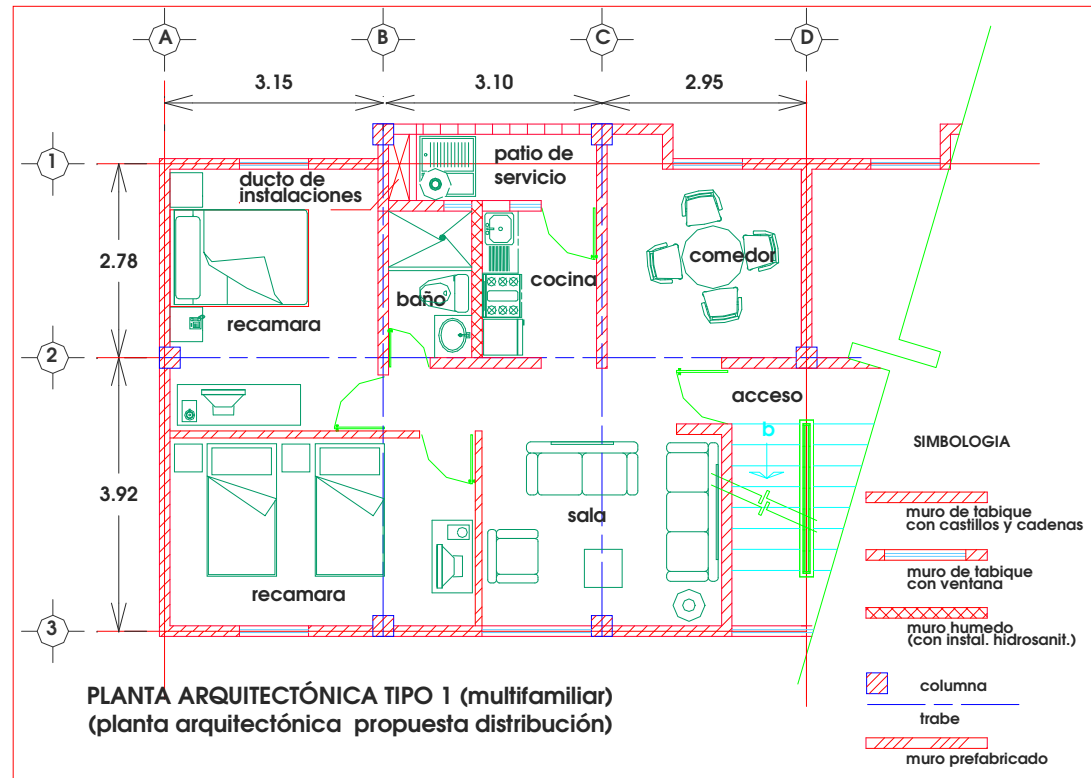 A
B
C
D
3.15
3.10
2.95
1
patio de
servicio
ducto de
instalaciones
2.78
comedor
cocina
baño
recamara
2
acceso
b
SIMBOLOGIA
3.92
sala
muro de tabique
con castillos y cadenas
muro de tabique
con ventana
recamara
3
muro humedo
(con instal. hidrosanit.)
columna
trabe
muro prefabricado
PLANTA ARQUITECTÓNICA TIPO 1 (multifamiliar)
(planta arquitectónica propuesta distribución)